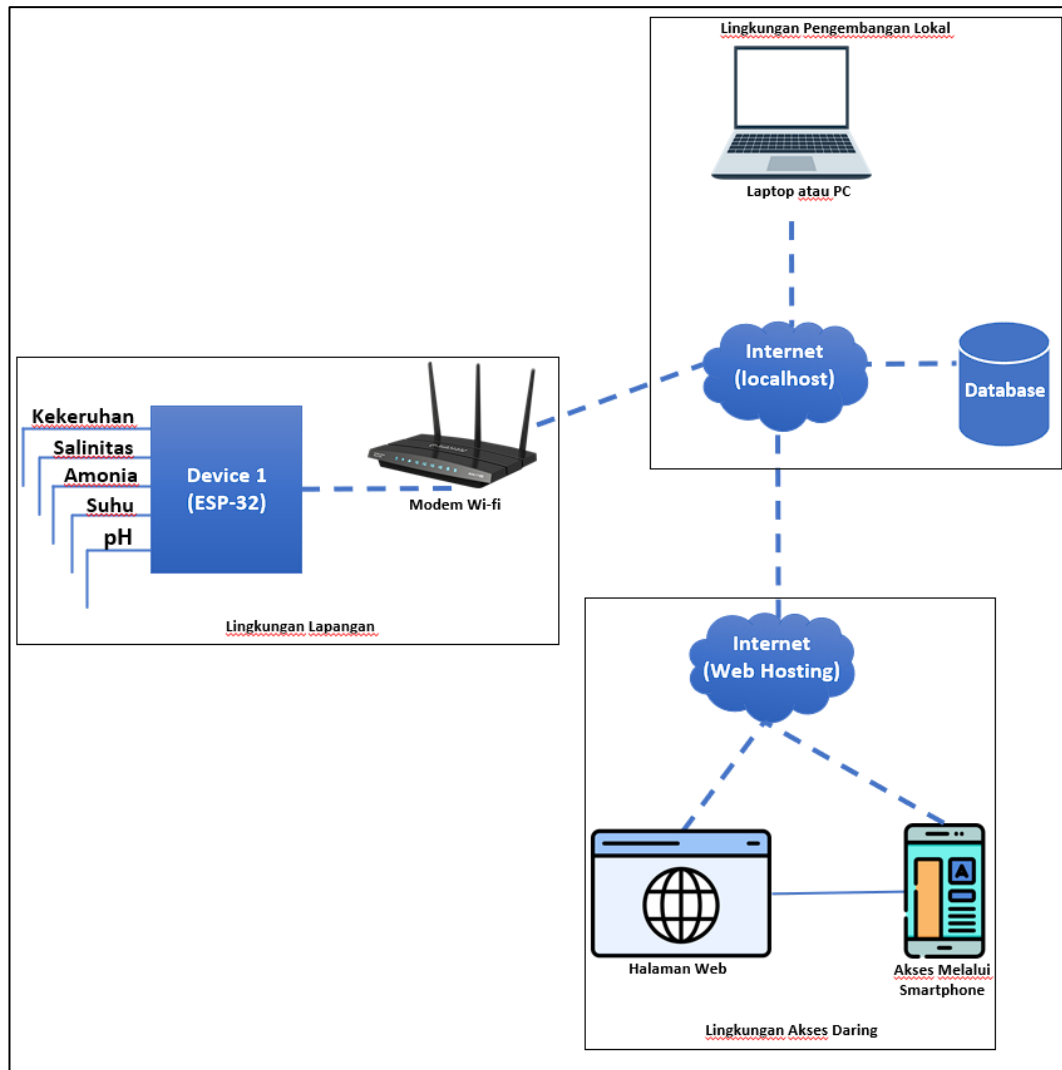 Lingkungan Pengembangan Lokal
Laptop atau PC
Internet
(localhost)
Database
Kekeruhan
Salinitas
Amonia
Suhu
pH
Device 1
(ESP-32)
Modem Wi-fi
Lingkungan Lapangan
Internet
(Web Hosting)
Halaman Web
A
Akses Melalui
Smartphone
Lingkungan Akses Daring